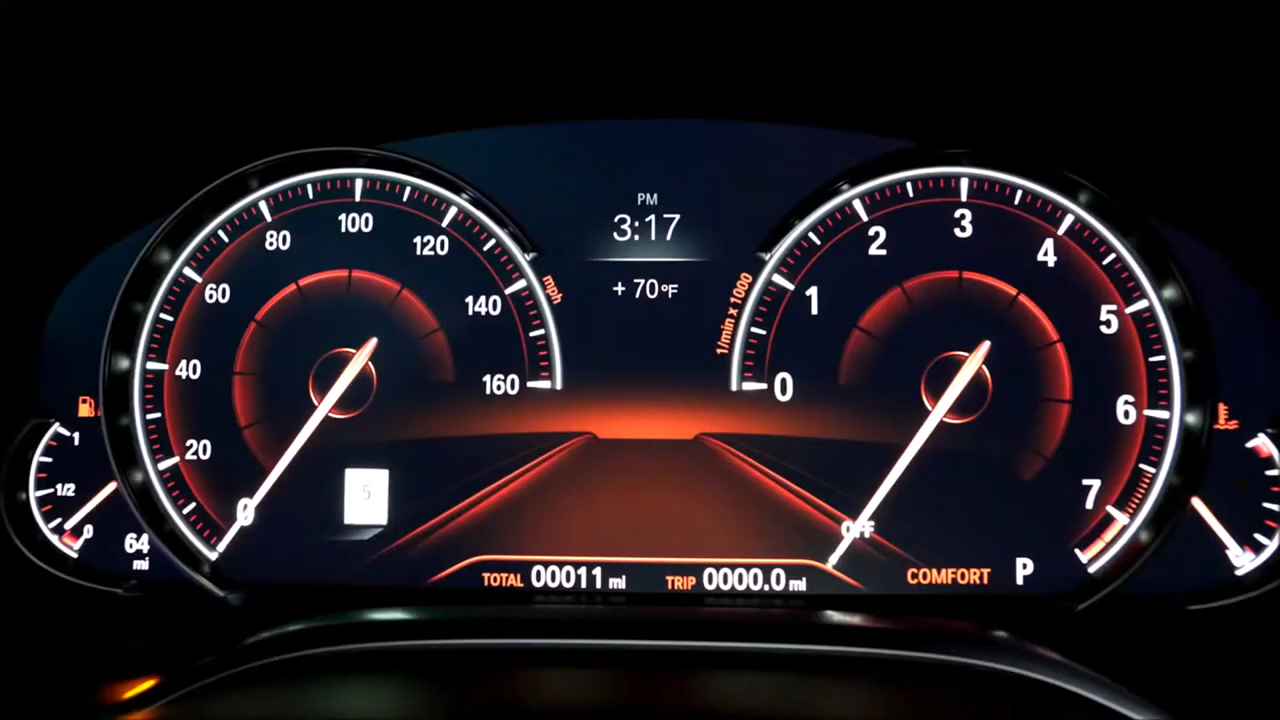 PM
3:17
+ 70°F
0
20
40
60
80
100
120
140
160
mph
1/min x 1000
0
1
2
3
4
5
6
7
OFF
1
1/2
0
64
mi
5
TOTAL 00011 mi
TRIP 0000.0 mi
COMFORT P